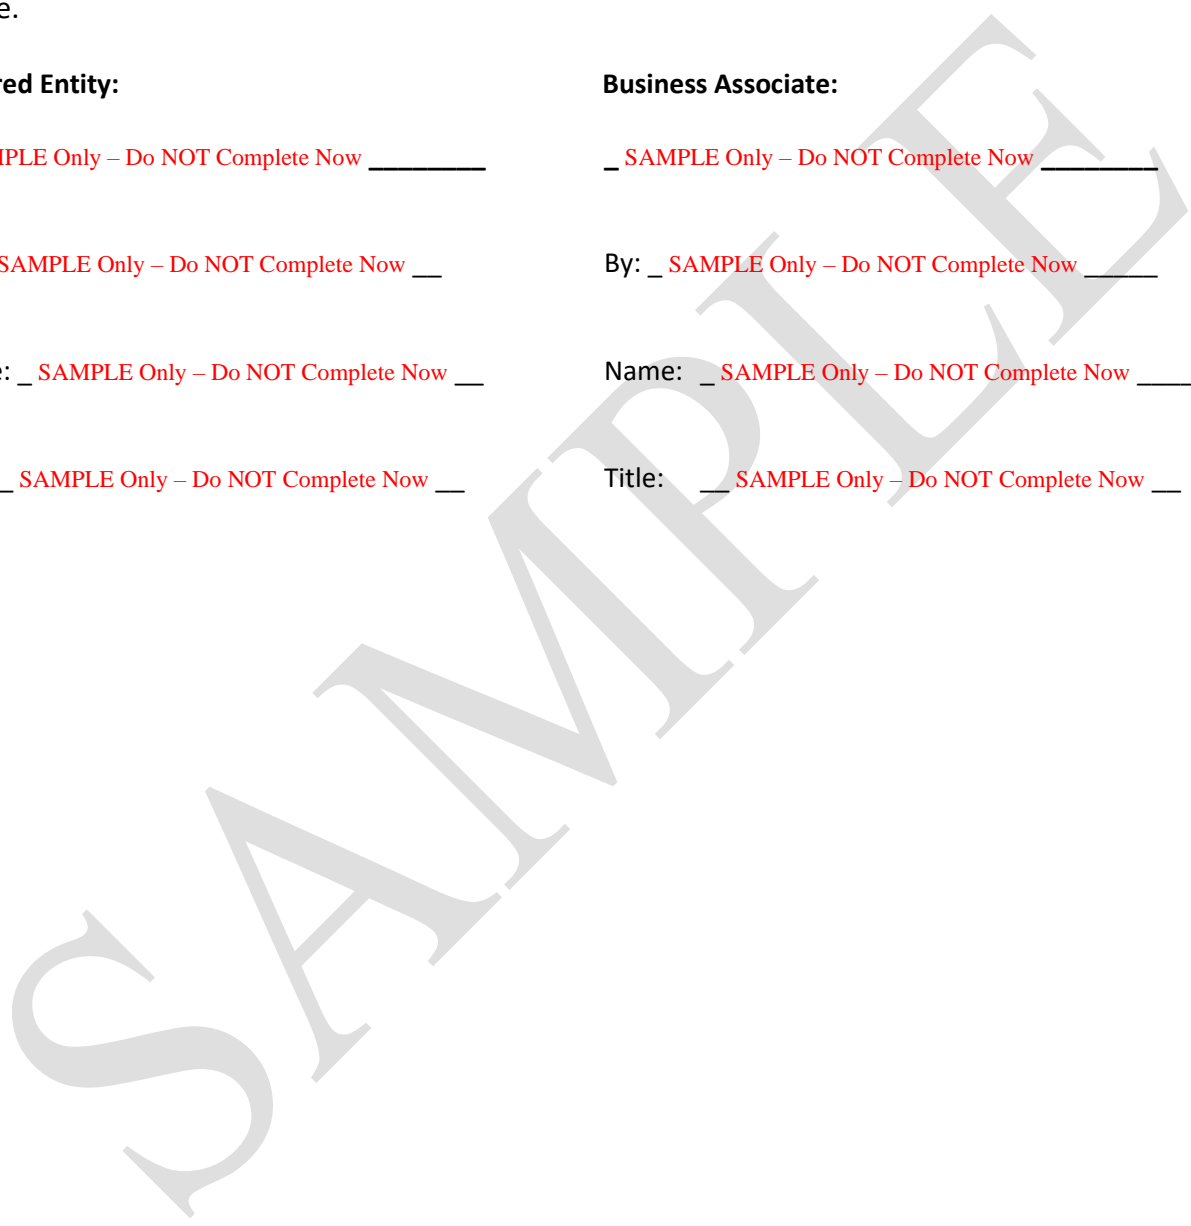 e.
red Entity: Business Associate:
MPLE Only – Do NOT Complete Now ________ _ SAMPLE Only – Do NOT Complete Now ________
SAMPLE Only – Do NOT Complete Now __ By: _ SAMPLE Only – Do NOT Complete Now _____
e: _ SAMPLE Only – Do NOT Complete Now __ Name: _ SAMPLE Only – Do NOT Complete Now ____
_ SAMPLE Only – Do NOT Complete Now __ Title: __ SAMPLE Only – Do NOT Complete Now __
SAMPLE